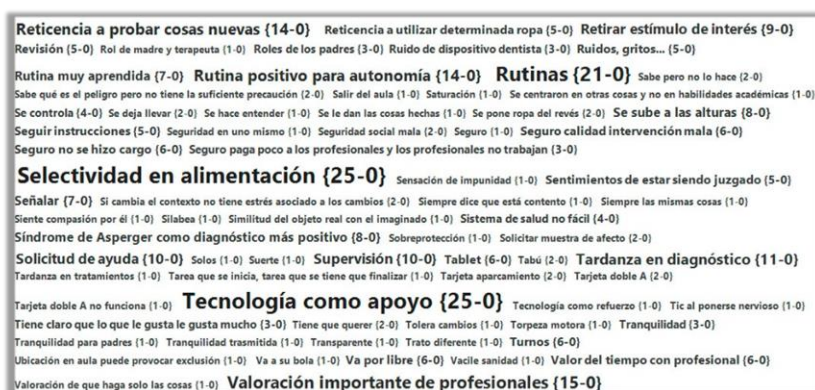 Reticencia a probar cosas nuevas {14-0} Reticencia a utilizar determinada ropa {5-0} Retirar estímulo de interés {9-0}
Revisión {5-0} Rol de madre y terapeuta {1-0} Roles de los padres {3-0} Ruido de dispositivo dentista {3-0} Ruidos, gritos... {5-0}
Rutina muy aprendida {7-0} Rutina positivo para autonomía {14-0} Rutinas {21-0} Sabe pero no lo hace {2-0}
Sabe qué es el peligro pero no tiene la suficiente precaución {2-0} Salir del aula {1-0} Saturación {1-0} Se centraron en otras cosas y no en habilidades académicas {1-0}
Se controla {4-0} Se deja llevar {2-0} Se hace entender {1-0} Se le dan las cosas hechas {1-0} Se pone ropa del revés {2-0} Se sube a las alturas {8-0}
Seguir instrucciones {5-0} Seguridad en uno mismo {1-0} Seguridad social mala {2-0} Seguro {1-0} Seguro calidad intervención mala {6-0}
Seguro no se hizo cargo {6-0} Seguro paga poco a los profesionales y los profesionales no trabajan {3-0}
Selectividad en alimentación {25-0} Sensación de impunidad {1-0} Sentimientos de estar siendo juzgado {5-0}
Señalar {7-0} Si cambia el contexto no tiene estrés asociado a los cambios {2-0} Siempre dice que está contento {1-0} Siempre las mismas cosas {1-0}
Siente compasión por él {1-0} Silabea {1-0} Similitud del objeto real con el imaginado {1-0} Sistema de salud no fácil {4-0}
Síndrome de Asperger como diagnóstico más positivo {8-0} Sobreprotección {1-0} Solicitar muestra de afecto {2-0}
Solicitud de ayuda {10-0} Solos {1-0} Suerte {1-0} Supervisión {10-0} Tablet {6-0} Tabú {2-0} Tardanza en diagnóstico {11-0}
Tardanza en tratamientos {1-0} Tarea que se inicia, tarea que se tiene que finalizar {1-0} Tarjeta aparcamiento {2-0} Tarjeta doble A {2-0}
Tarjeta doble A no funciona {1-0} Tecnología como apoyo {25-0} Tecnología como refuerzo {1-0} Tic al ponerse nervioso {1-0}
Tiene claro que lo que le gusta le gusta mucho {3-0} Tiene que querer {2-0} Tolera cambios {1-0} Torpeza motora {1-0} Tranquilidad {3-0}
Tranquilidad para padres {1-0} Tranquilidad trasmitida {1-0} Transparente {1-0} Trato diferente {1-0} Turnos {6-0}
Ubicación en aula puede provocar exclusión {1-0} Va a su bola {1-0} Va por libre {6-0} Vacile sanidad {1-0} Valor del tiempo con profesional {6-0}
Valoración de que haga solo las cosas {1-0} Valoración importante de profesionales {15-0}